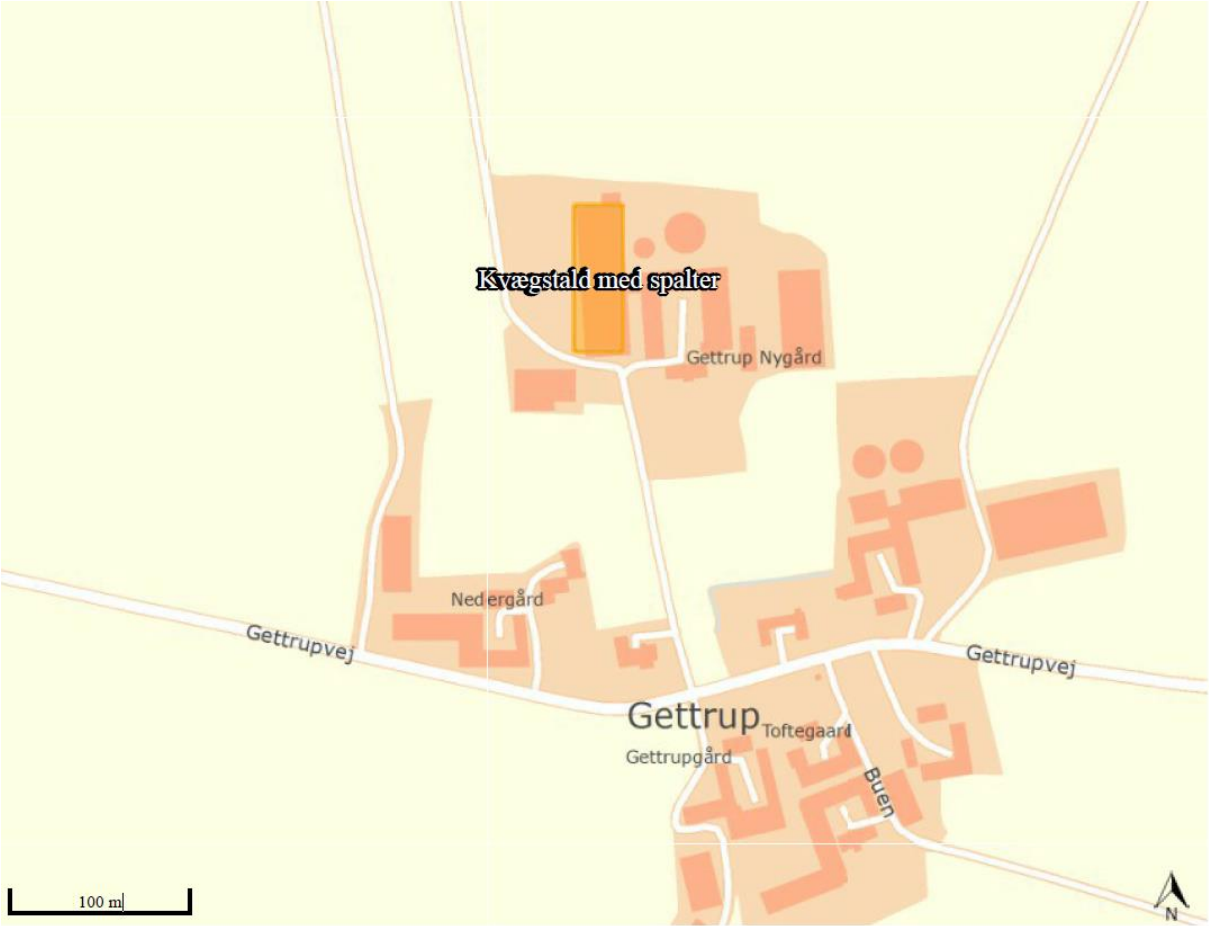 Kvægstald med spalter
Gettrup Nygård
Nedergård
Gettrupvej
Gettrupvej
Gettrup
Toftegaard
Gettrupgård
Buen
100 m
N